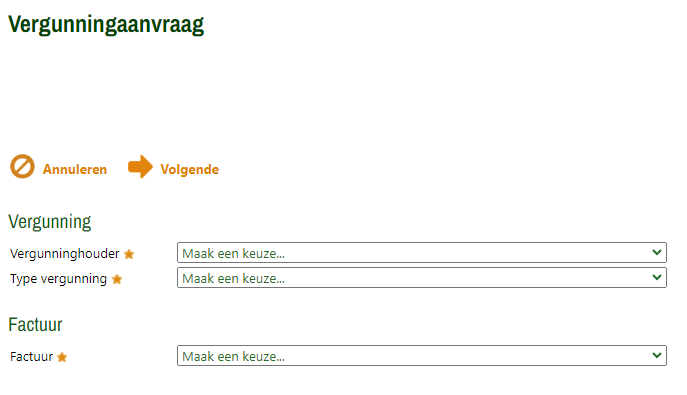 Vergunningaanvraag
Annuleren Volgende
Vergunning
Vergunninghouder Maak een keuze...
Type vergunning Maak een keuze...
Factuur
Factuur Maak een keuze...